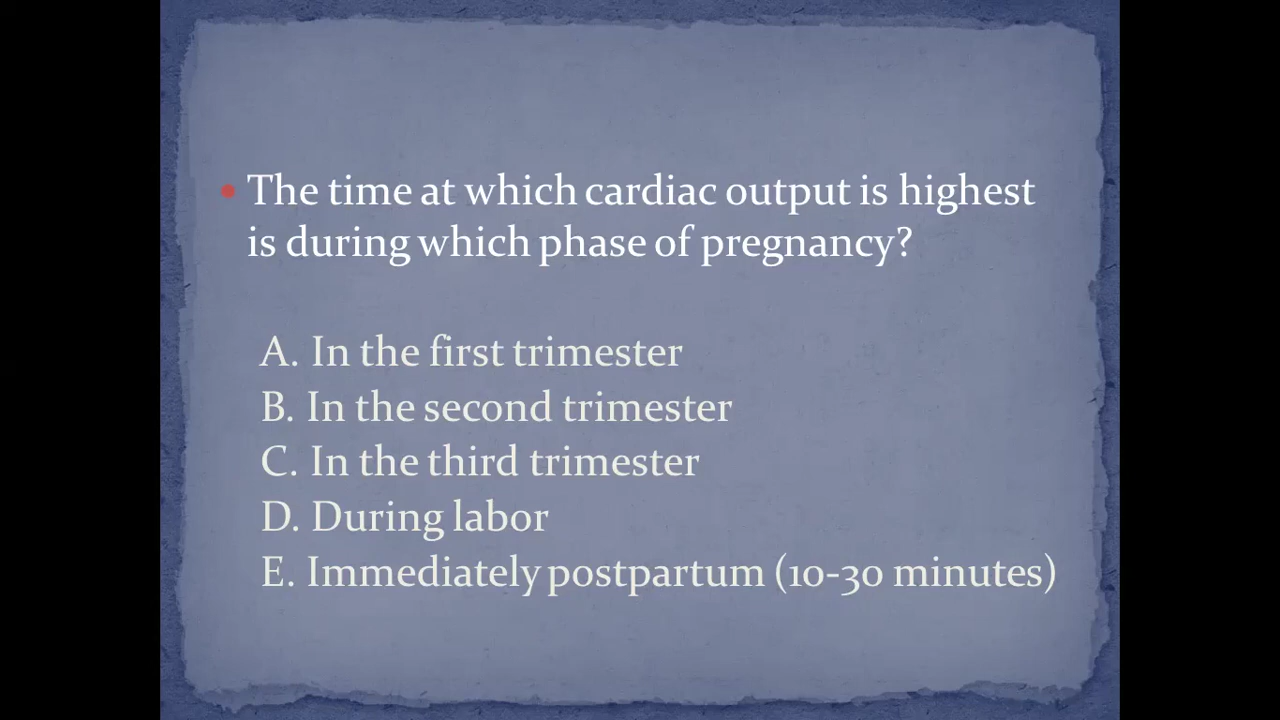 • The time at which cardiac output is highest
is during which phase of pregnancy?
A. In the first trimester
B. In the second trimester
C. In the third trimester
D. During labor
E. Immediately postpartum (10-30 minutes)